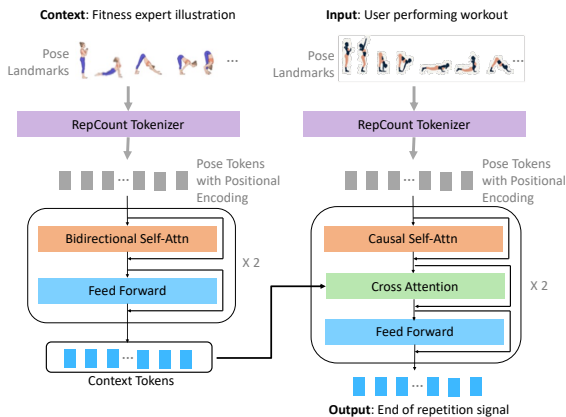 Context: Fitness expert illustration
Pose
Landmarks
...
RepCount Tokenizer
...
Bidirectional Self-Attn
Feed Forward
X 2
...
Context Tokens
Input: User performing workout
Pose
Landmarks
...
RepCount Tokenizer
...
Pose Tokens
with Positional
Encoding
Causal Self-Attn
Cross Attention
Feed Forward
X 2
...
Output: End of repetition signal
Pose Tokens
with Positional
Encoding